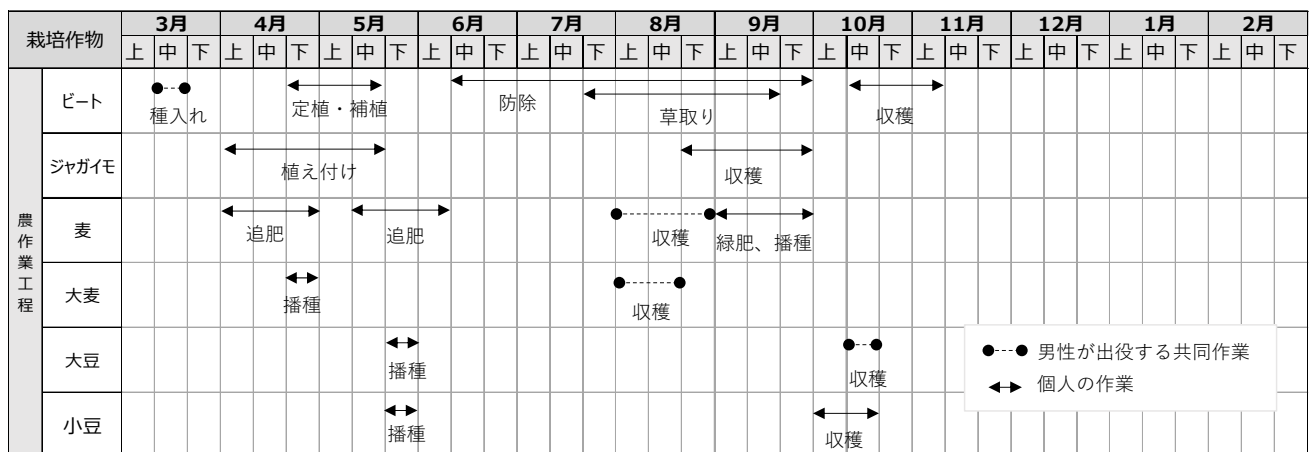 栽培作物 3月 4月 5月 6月 7月 8月 9月 10月 11月 12月 1月 2月
上 中 下 上 中 下 上 中 下 上 中 下 上 中 下 上 中 下 上 中 下 上 中 下 上 中 下 上 中 下 上 中 下 上 中 下
農作業工程
ビート 種入れ 定植・補植 防除 草取り 収穫
ジャガイモ 植え付け 収穫
麦 追肥 追肥 収穫 緑肥、播種
大麦 播種 収穫
大豆 播種 収穫
小豆 播種 収穫
男性が出役する共同作業
個人の作業